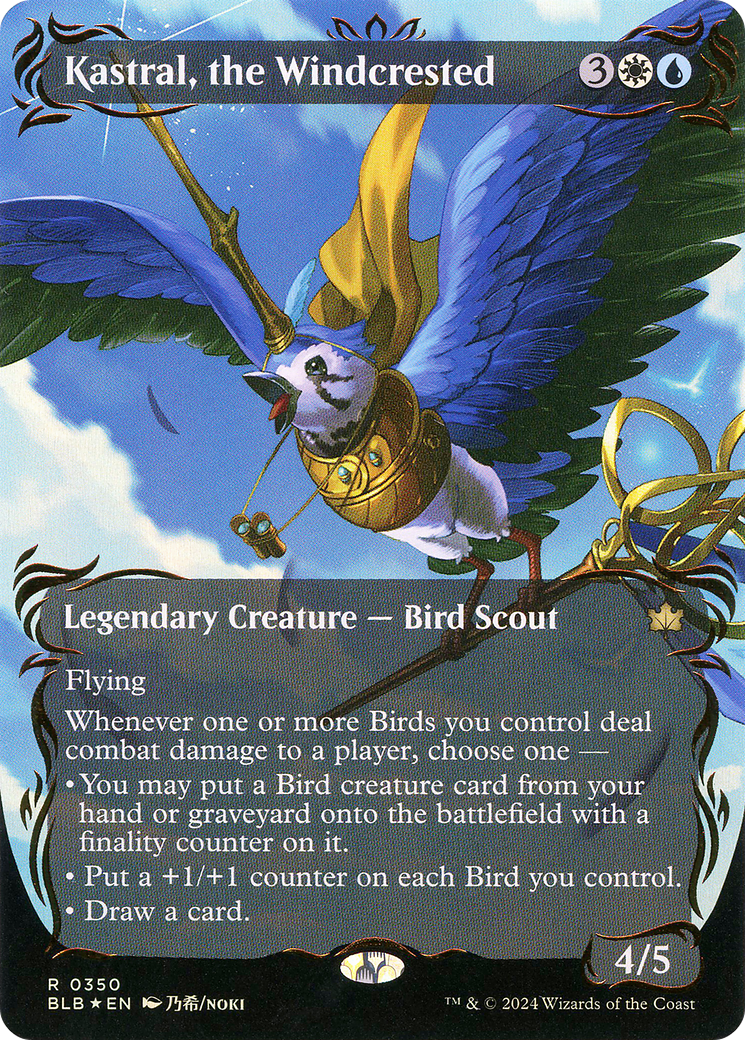 Kastral, the Windcrested 3
Legendary Creature — Bird Scout
Flying
Whenever one or more Birds you control deal
combat damage to a player, choose one —
• You may put a Bird creature card from your
hand or graveyard onto the battlefield with a
finality counter on it.
• Put a +1/+1 counter on each Bird you control.
• Draw a card.
4/5
R 0350
BLB ★ EN 乃希/NOKI
™ & © 2024 Wizards of the Coast